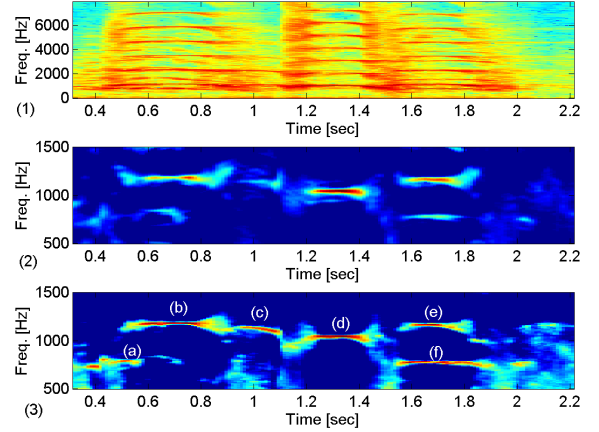 Freq. [Hz]
6000
4000
2000
0
0.4 0.6 0.8 1 1.2 1.4 1.6 1.8 2 2.2
(1)
Time [sec]
Freq. [Hz]
1500
1000
500
0.4 0.6 0.8 1 1.2 1.4 1.6 1.8 2 2.2
(2)
Time [sec]
Freq. [Hz]
1500
1000
500
(b) (c) (d) (e)
(a) (f)
0.4 0.6 0.8 1 1.2 1.4 1.6 1.8 2 2.2
(3)
Time [sec]